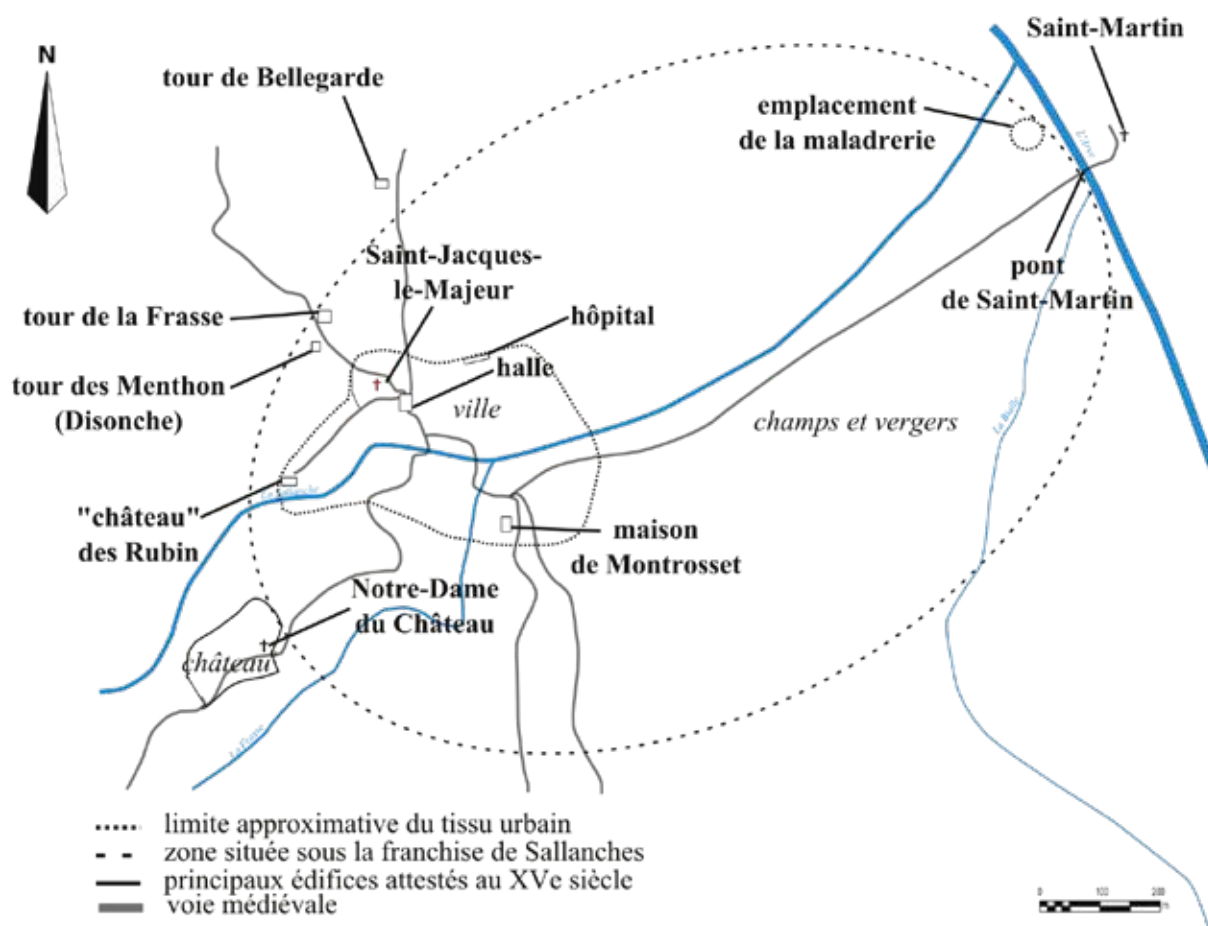 N
tour de Bellegarde
Saint-Martin
emplacement
de la maladrerie
L'Arve
Saint-Jacques-
le-Majeur
tour de la Frasse
hôpital
pont
de Saint-Martin
halle
tour des Menthon
(Disonche)
ville
champs et vergers
La Bialle
"château"
des Rubin
maison
de Montrosset
Notre-Dame
du Château
château
limite approximative du tissu urbain
zone située sous la franchise de Sallanches
principaux édifices attestés au XVe siècle
voie médiévale
0 100 200
m